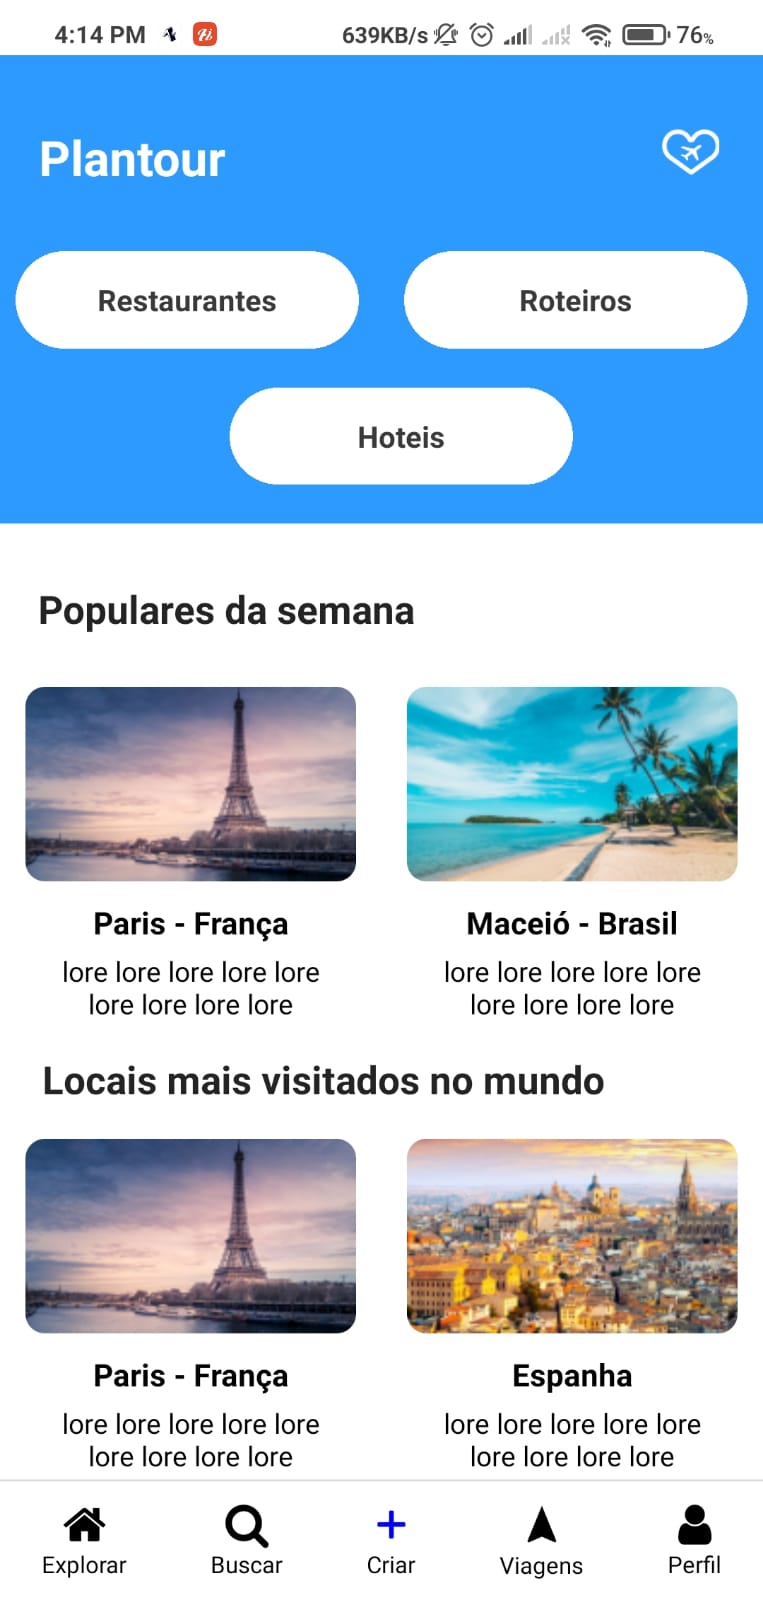 4:14 PM 639KB/s 76%
Plantour
Restaurantes Roteiros
Hoteis
Populares da semana
Paris - França
lore lore lore lore lore
lore lore lore lore
Maceió - Brasil
lore lore lore lore lore
lore lore lore lore
Locais mais visitados no mundo
Paris - França
lore lore lore lore lore
lore lore lore lore
Espanha
lore lore lore lore lore
lore lore lore lore
Explorar Buscar Criar Viagens Perfil